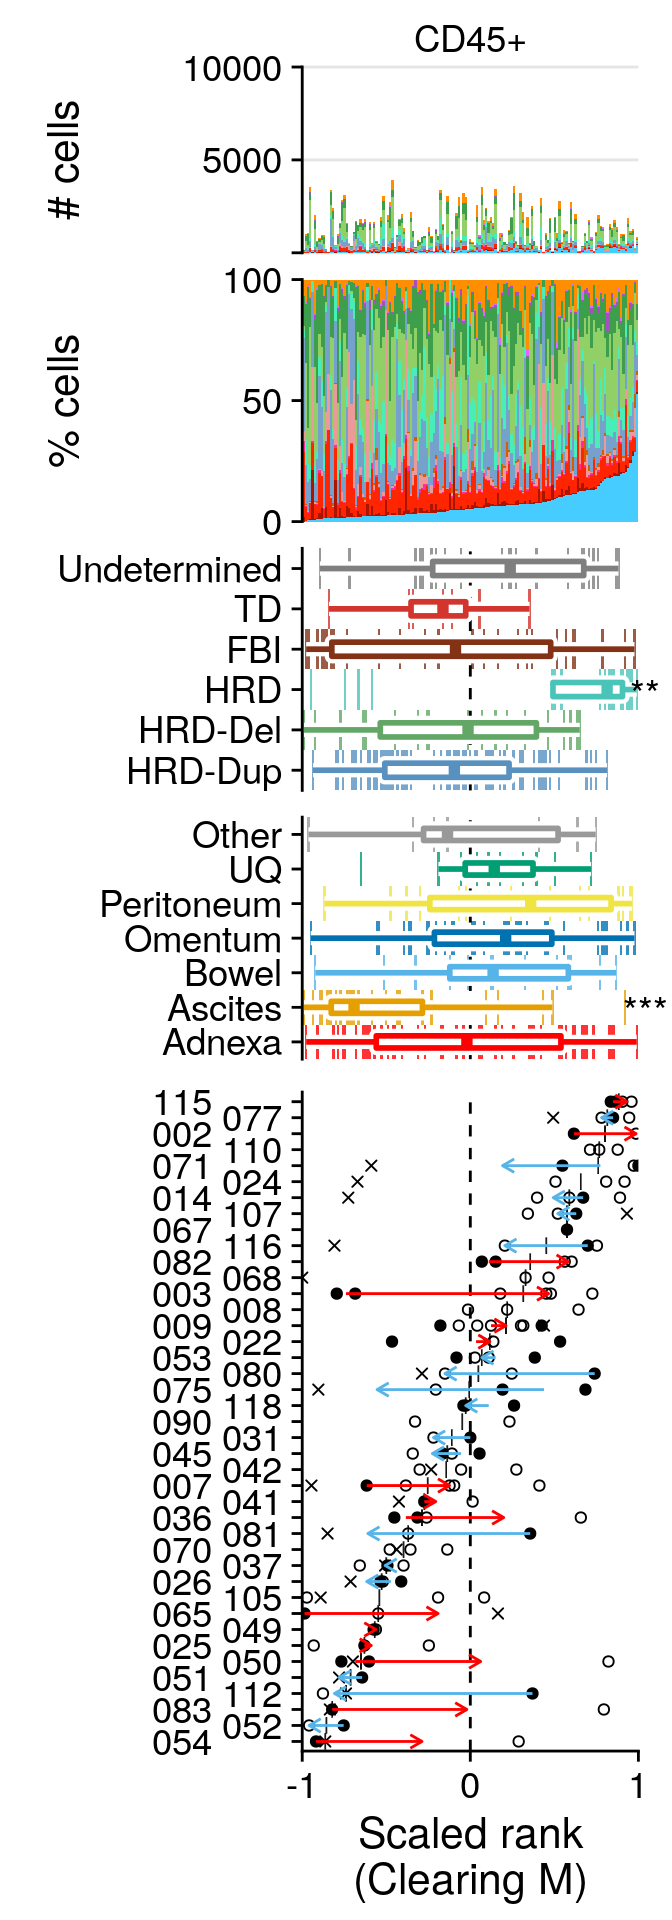 CD45+
10000
5000
# cells
100
50
0
% cells
Undetermined
TD
FBI
HRD
**
HRD-Del
HRD-Dup
Other
UQ
Peritoneum
Omentum
Bowel
Ascites
***
Adnexa
115
077
002
110
071
024
014
107
067
116
082
068
003
008
009
022
053
080
075
118
090
031
045
042
007
041
036
081
070
037
026
105
065
049
025
050
051
112
083
052
054
-1 0 1
Scaled rank
(Clearing M)